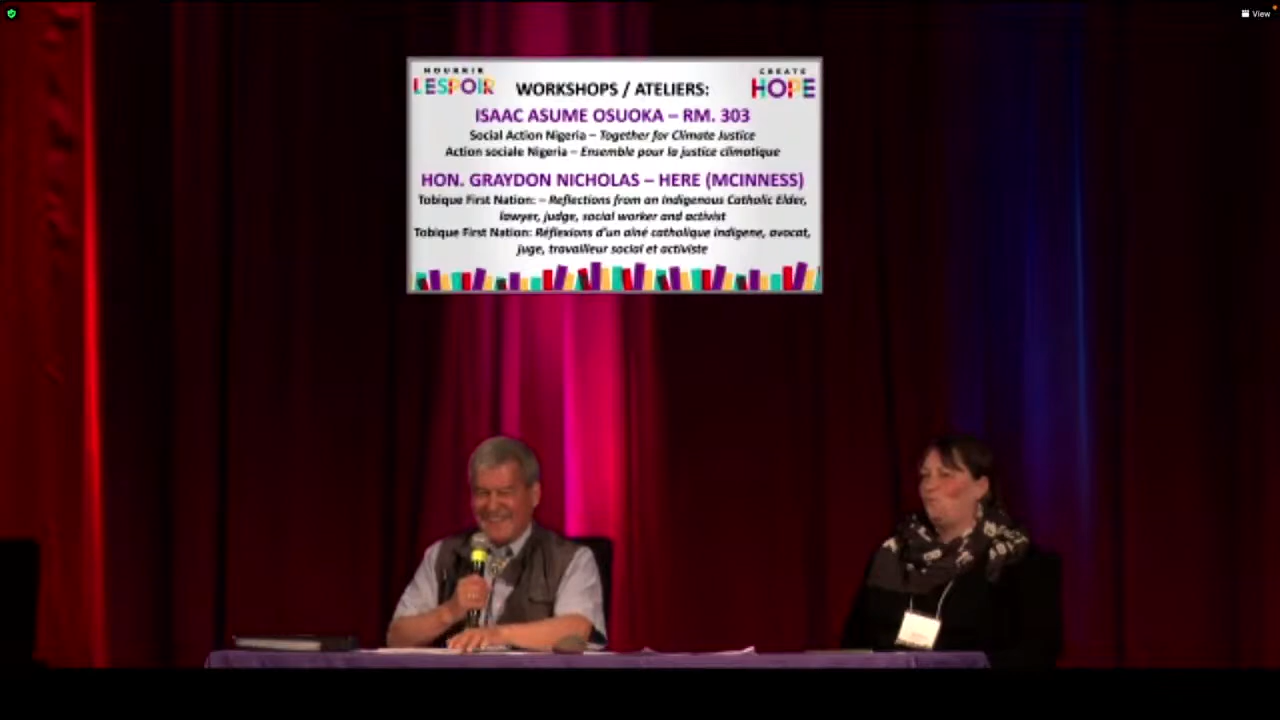 View
NOURRIR
L'ESPOIR
CREATE
HOPE
WORKSHOPS / ATELIERS:
ISAAC ASUME OSUOKA – RM. 303
Social Action Nigeria – Together for Climate Justice
Action sociale Nigeria – Ensemble pour la justice climatique
HON. GRAYDON NICHOLAS – HERE (MCINNESS)
Tobique First Nation: – Reflections from an Indigenous Catholic Elder,
lawyer, judge, social worker and activist
Tobique First Nation: Réflexions d'un aîné catholique indigene, avocat,
juge, travailleur social et activiste